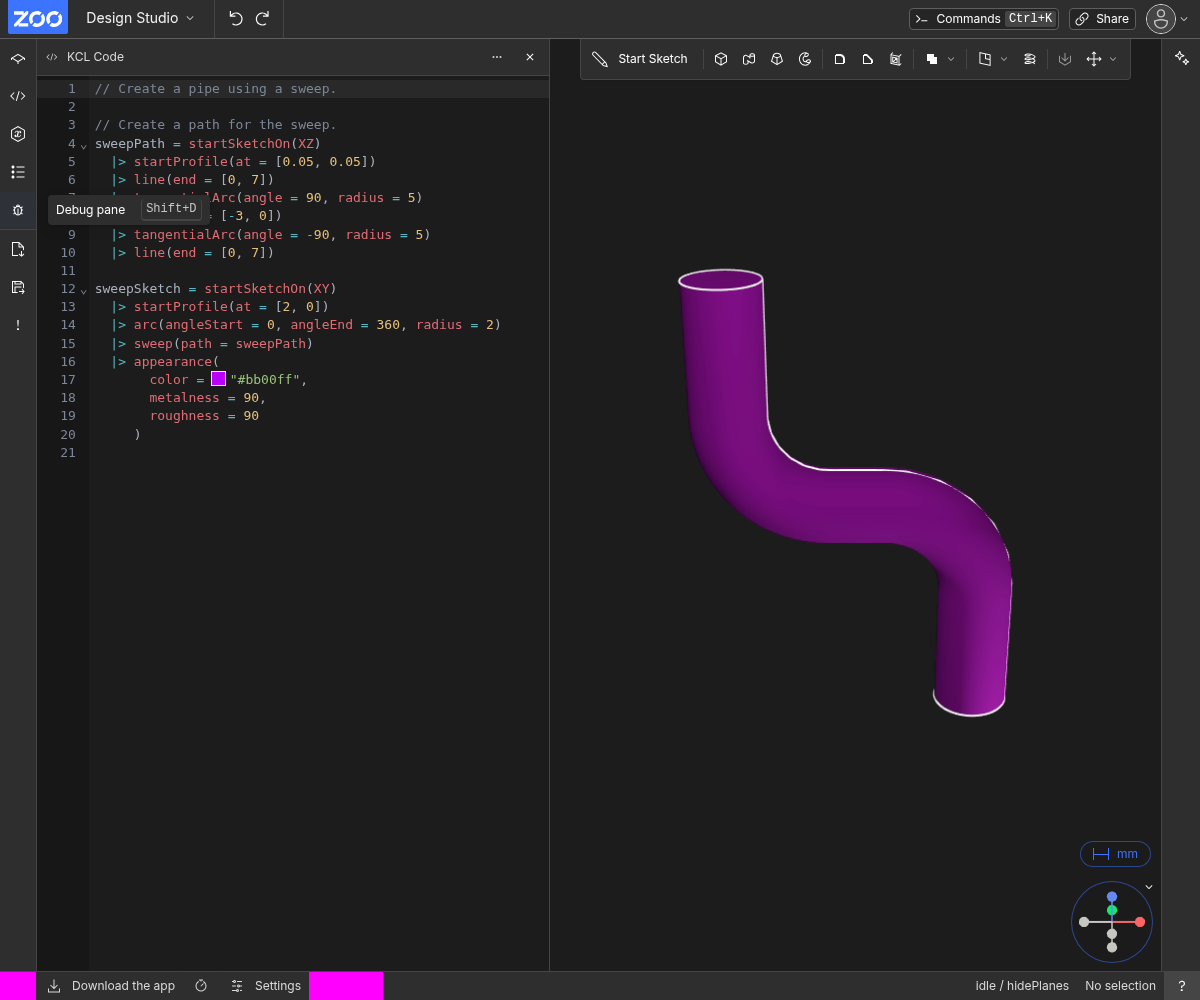 ZOO Design Studio Commands Ctrl+K Share
KCL Code
Start Sketch
1 // Create a pipe using a sweep.
2
3 // Create a path for the sweep.
4 sweepPath = startSketchOn(XZ)
5 |> startProfile(at = [0.05, 0.05])
6 |> line(end = [0, 7])
Arc(angle = 90, radius = 5)
= [-3, 0])
Debug pane Shift+D
9 |> tangentialArc(angle = -90, radius = 5)
10 |> line(end = [0, 7])
11
12 sweepSketch = startSketchOn(XY)
13 |> startProfile(at = [2, 0])
14 |> arc(angleStart = 0, angleEnd = 360, radius = 2)
15 |> sweep(path = sweepPath)
16 |> appearance(
17 color = "#bb00ff",
18 metalness = 90,
19 roughness = 90
20 )
21
mm
Download the app Settings idle / hidePlanes No selection ?